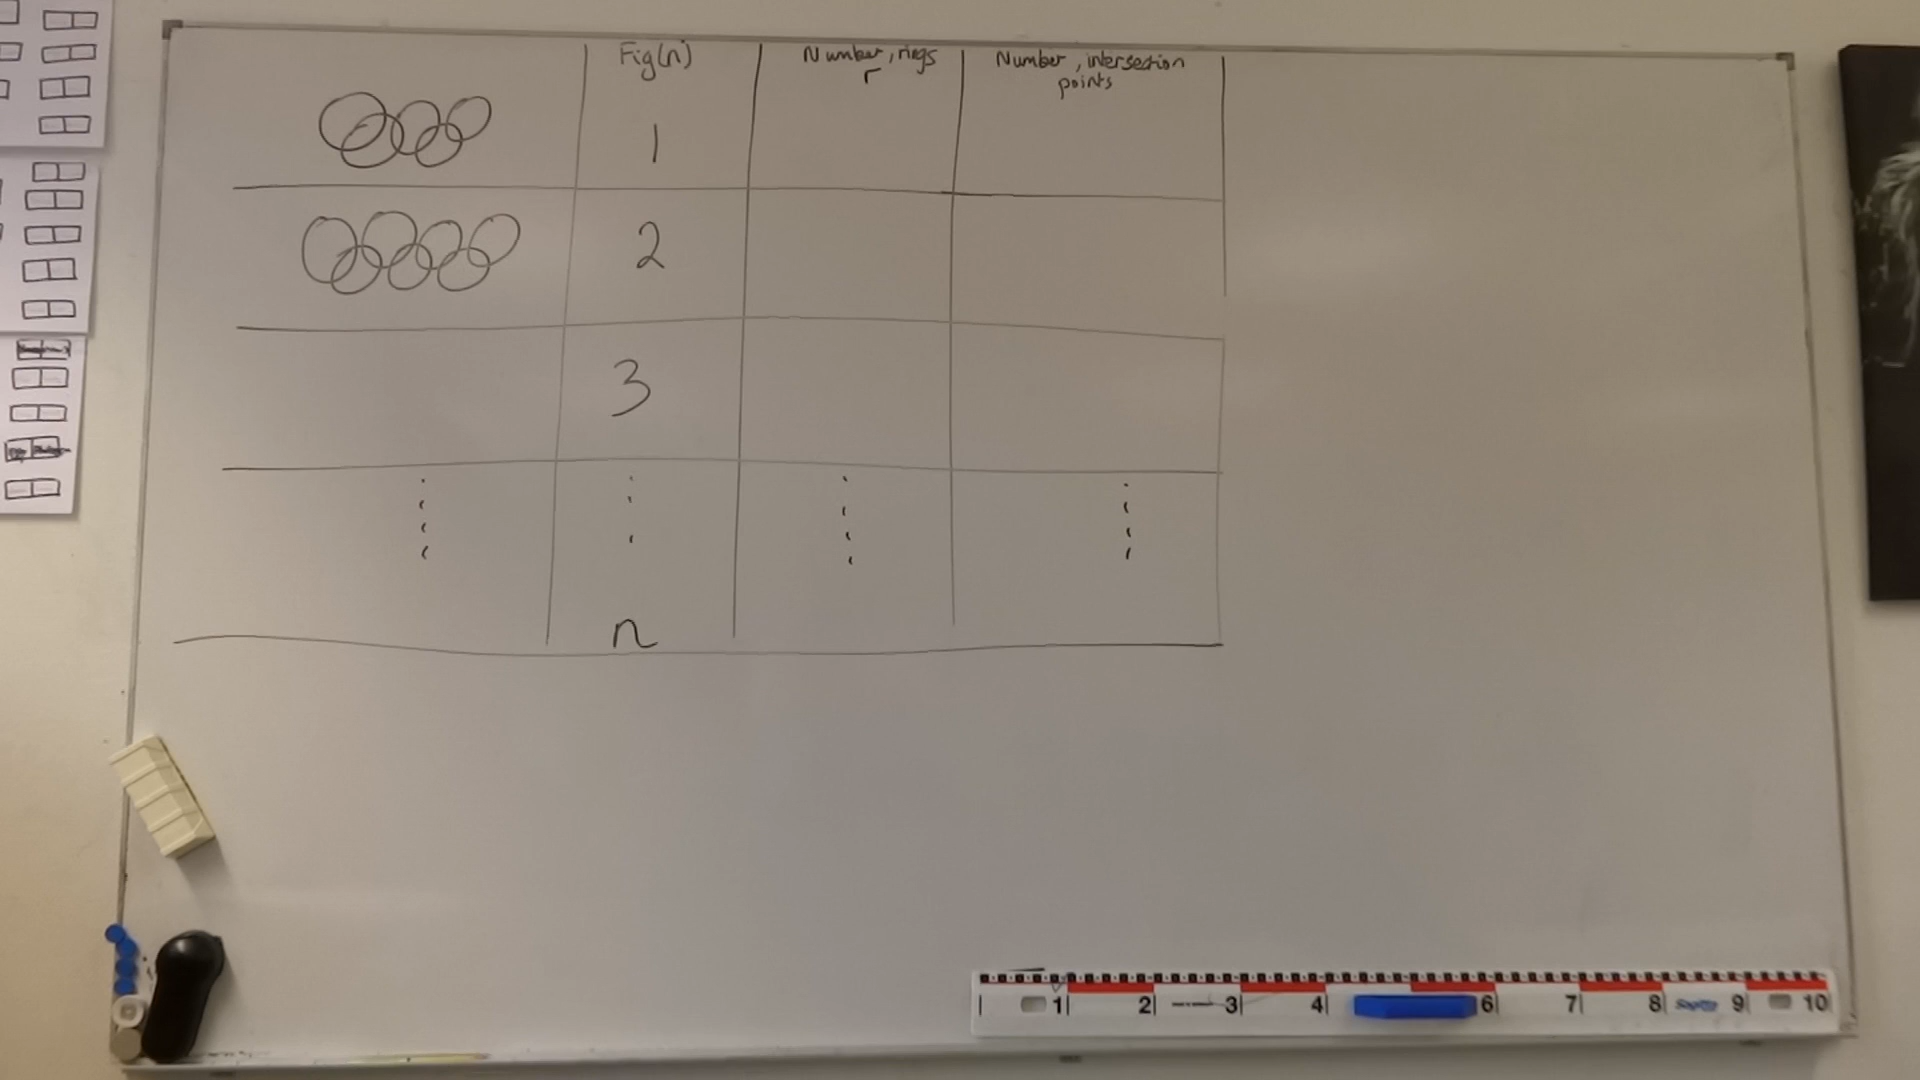 Fig(n)
Number, rings
r
Number, intersection
points
1
2
3
n
1 2 3 4 6 7 8 9 10